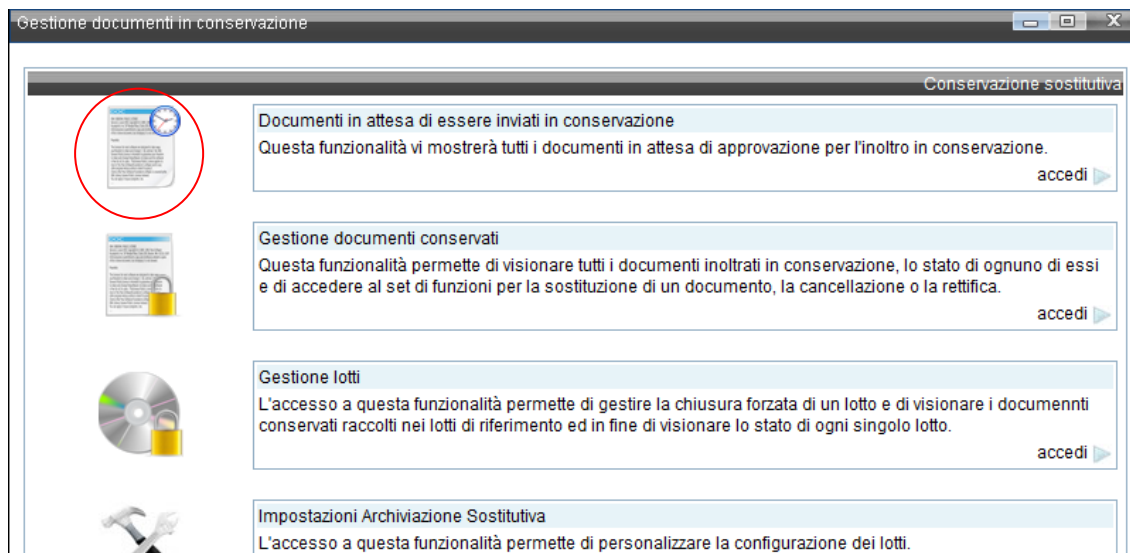 Gestione documenti in conservazione
Conservazione sostitutiva
Documenti in attesa di essere inviati in conservazione
Questa funzionalità vi mostrerà tutti i documenti in attesa di approvazione per l'inoltro in conservazione.
accedi
Gestione documenti conservati
Questa funzionalità permette di visionare tutti i documenti inoltrati in conservazione, lo stato di ognuno di essi
e di accedere al set di funzioni per la sostituzione di un documento, la cancellazione o la rettifica.
accedi
Gestione lotti
L'accesso a questa funzionalità permette di gestire la chiusura forzata di un lotto e di visionare i documennti
conservati raccolti nei lotti di riferimento ed in fine di visionare lo stato di ogni singolo lotto.
accedi
Impostazioni Archiviazione Sostitutiva
L'accesso a questa funzionalità permette di personalizzare la configurazione dei lotti.